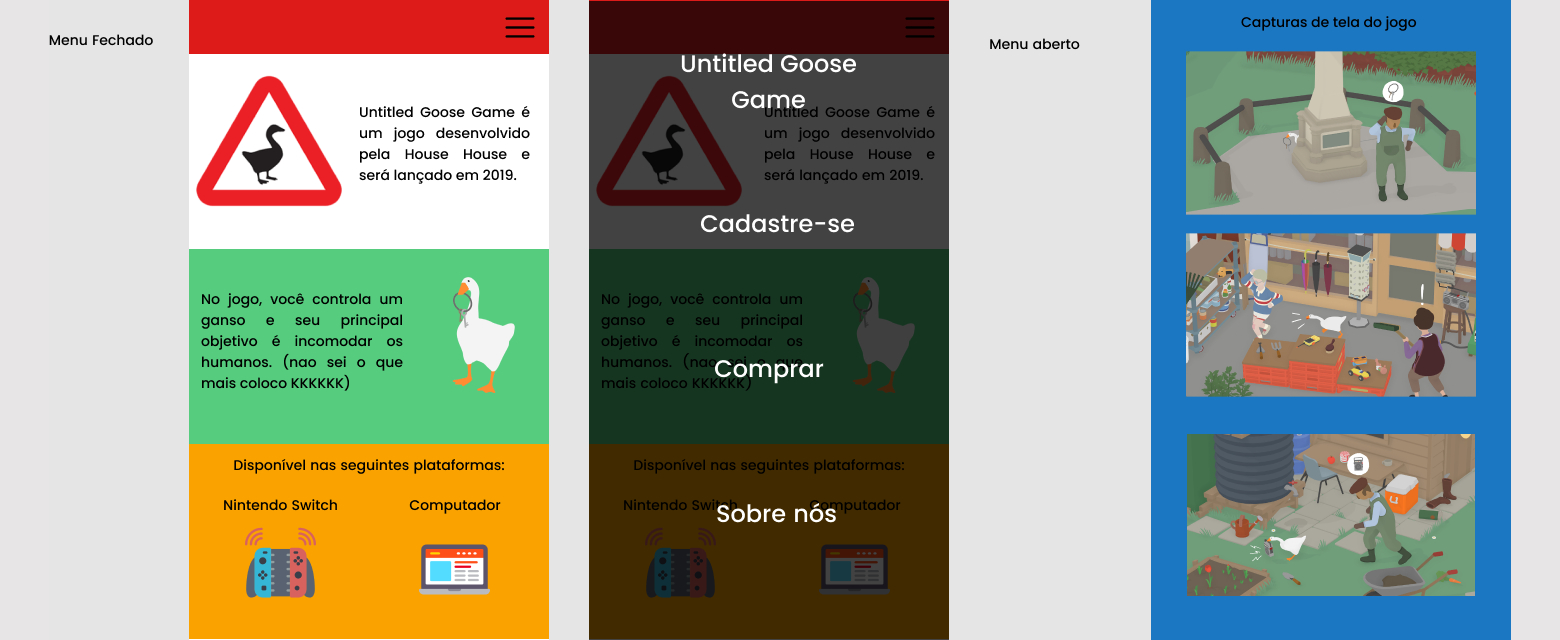 Menu Fechado
Untitled Goose Game é
um jogo desenvolvido
pela House House e
será lançado em 2019.
No jogo, você controla um
ganso e seu principal
objetivo é incomodar os
humanos. (nao sei o que
mais coloco KKKKKK)
Disponível nas seguintes plataformas:
Nintendo Switch
Computador
Untitled Goose
Game
Untitled Goose Game é
um jogo desenvolvido
pela House House e
será lançado em 2019.
Cadastre-se
No jogo, você controla um
ganso e seu principal
objetivo é incomodar os
humanos. (nao sei o que
Comprar
mais coloco KKKKKK)
Disponível nas seguintes plataformas:
Nintendo Switch
Computador
Sobre nós
Menu aberto
Capturas de tela do jogo